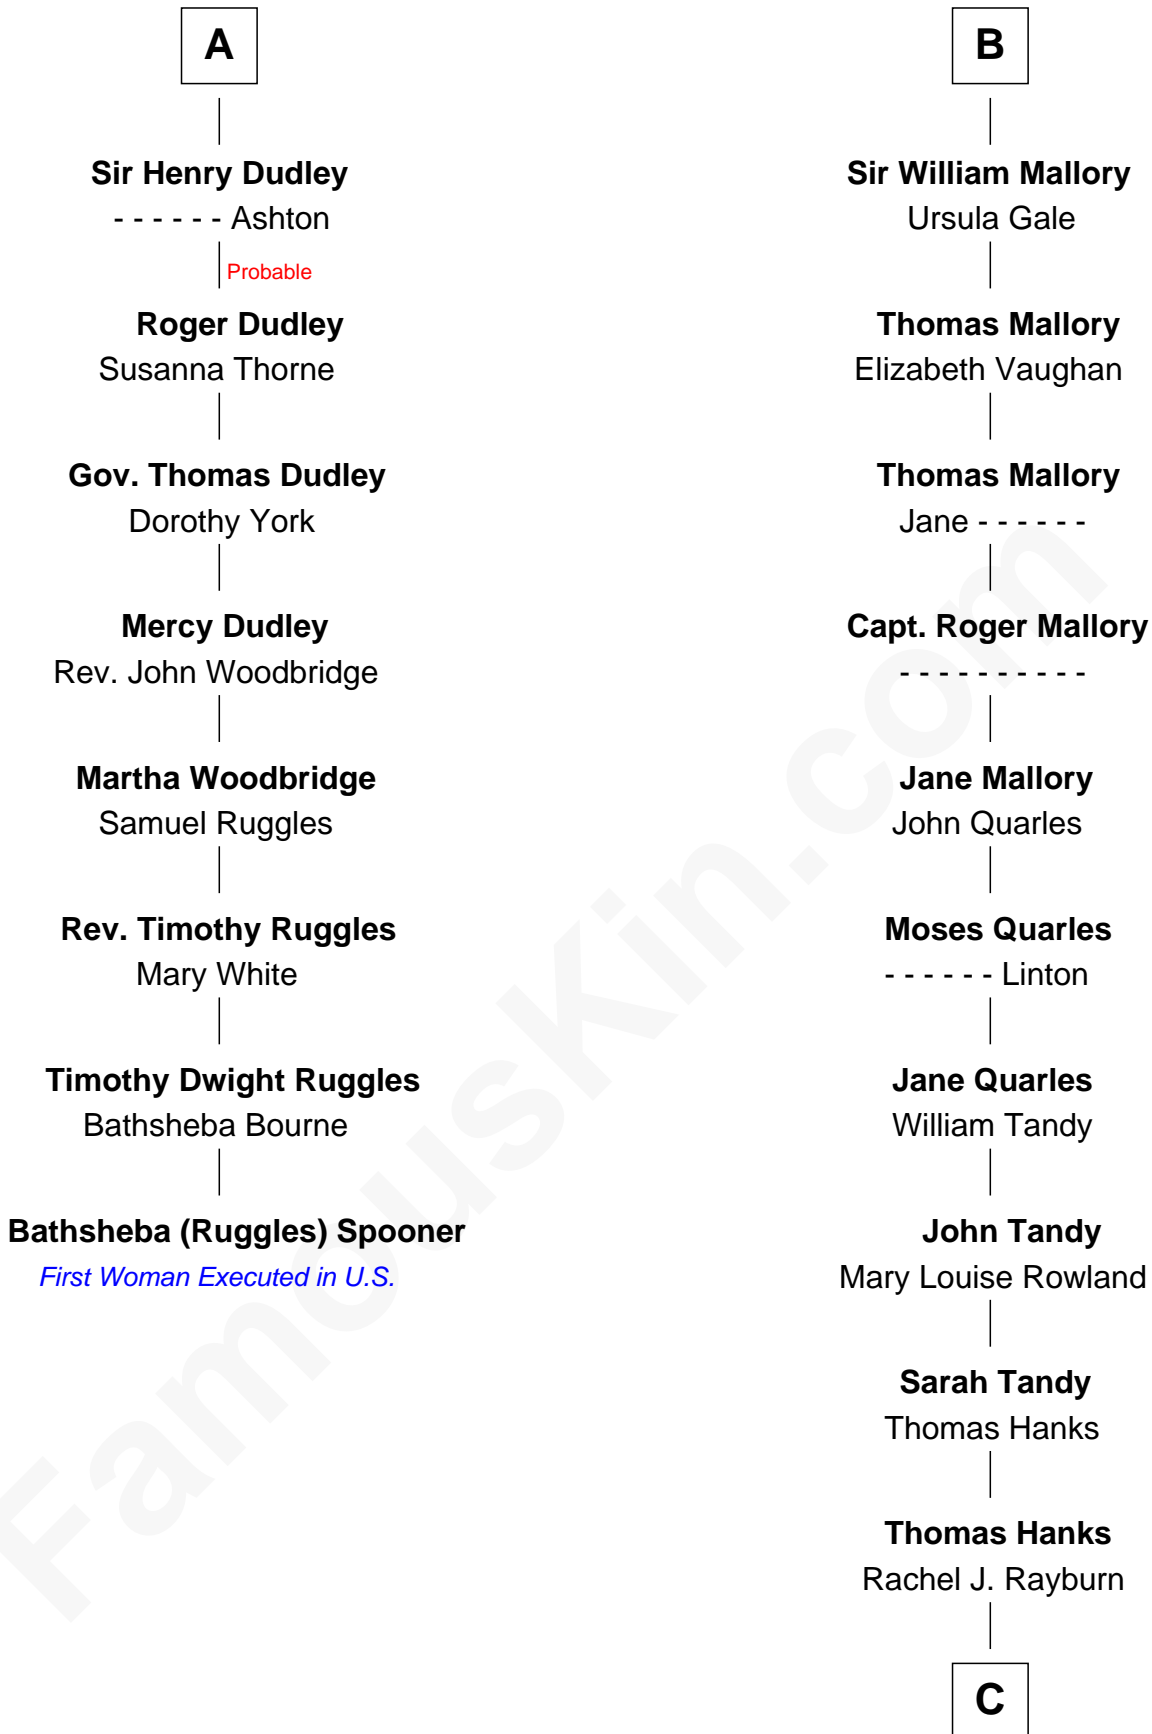 A
Sir Henry Dudley
- - - - - - Ashton
Probable
Roger Dudley
Susanna Thorne
Gov. Thomas Dudley
Dorothy York
Mercy Dudley
Rev. John Woodbridge
Martha Woodbridge
Samuel Ruggles
Rev. Timothy Ruggles
Mary White
Timothy Dwight Ruggles
Bathsheba Bourne
Bathsheba (Ruggles) Spooner
First Woman Executed in U.S.
B
Sir William Mallory
Ursula Gale
Thomas Mallory
Elizabeth Vaughan
Thomas Mallory
Jane - - - - - -
Capt. Roger Mallory
- - - - - - - - - -
Jane Mallory
John Quarles
Moses Quarles
- - - - - - Linton
Jane Quarles
William Tandy
John Tandy
Mary Louise Rowland
Sarah Tandy
Thomas Hanks
Thomas Hanks
Rachel J. Rayburn
C
FamousKin.com